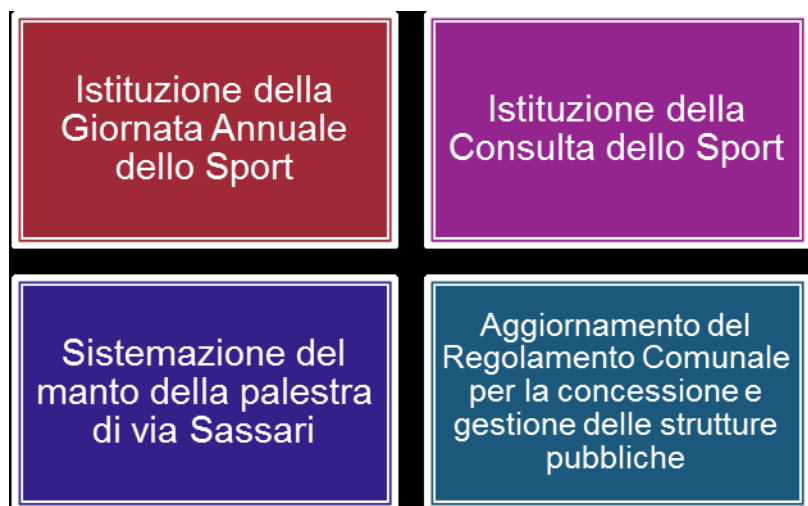 Istituzione della
Giornata Annuale
dello Sport
Istituzione della
Consulta dello Sport
Sistemazione del
manto della palestra
di via Sassari
Aggiornamento del
Regolamento Comunale
per la concessione e
gestione delle strutture
pubbliche